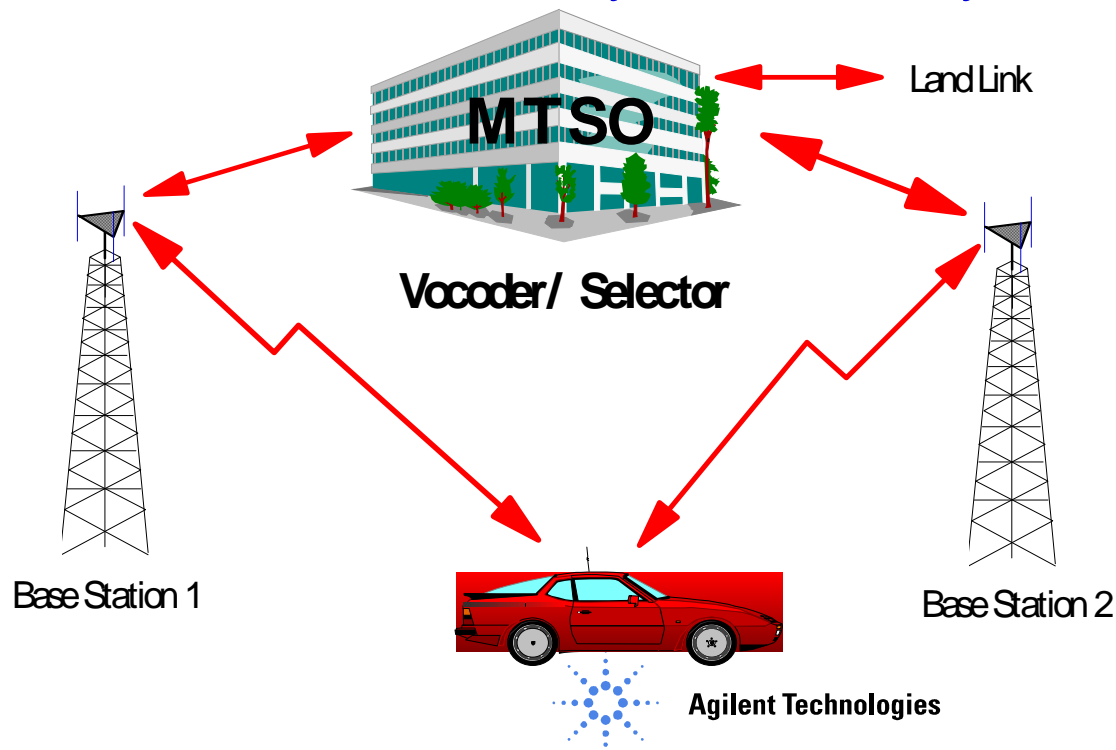 MTSO
Land Link
Vocoder/ Selector
Base Station 1
Base Station 2
Agilent Technologies